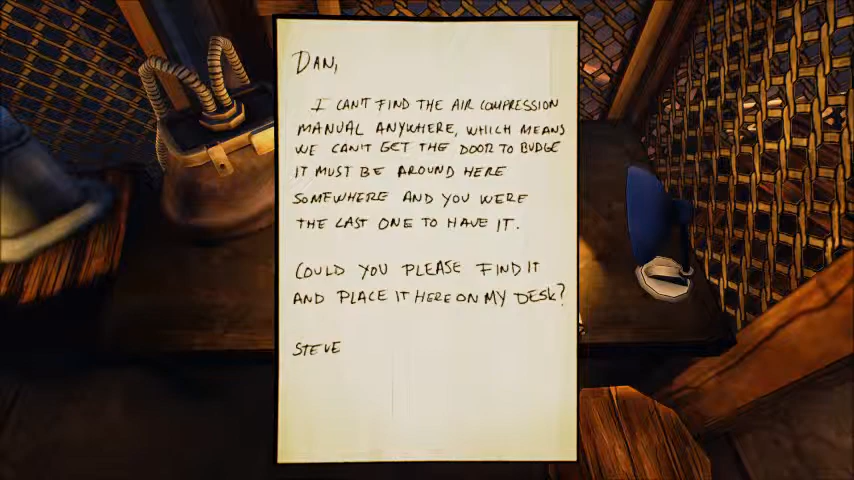 DAN,
I CAN'T FIND THE AIR COMPRESSION
MANUAL ANYWHERE, WHICH MEANS
WE CAN'T GET THE DOOR TO BUDGE
IT MUST BE AROUND HERE
SOMEWHERE AND YOU WERE
THE LAST ONE TO HAVE IT.
COULD YOU PLEASE FIND IT
AND PLACE IT HERE ON MY DESK?
STEVE